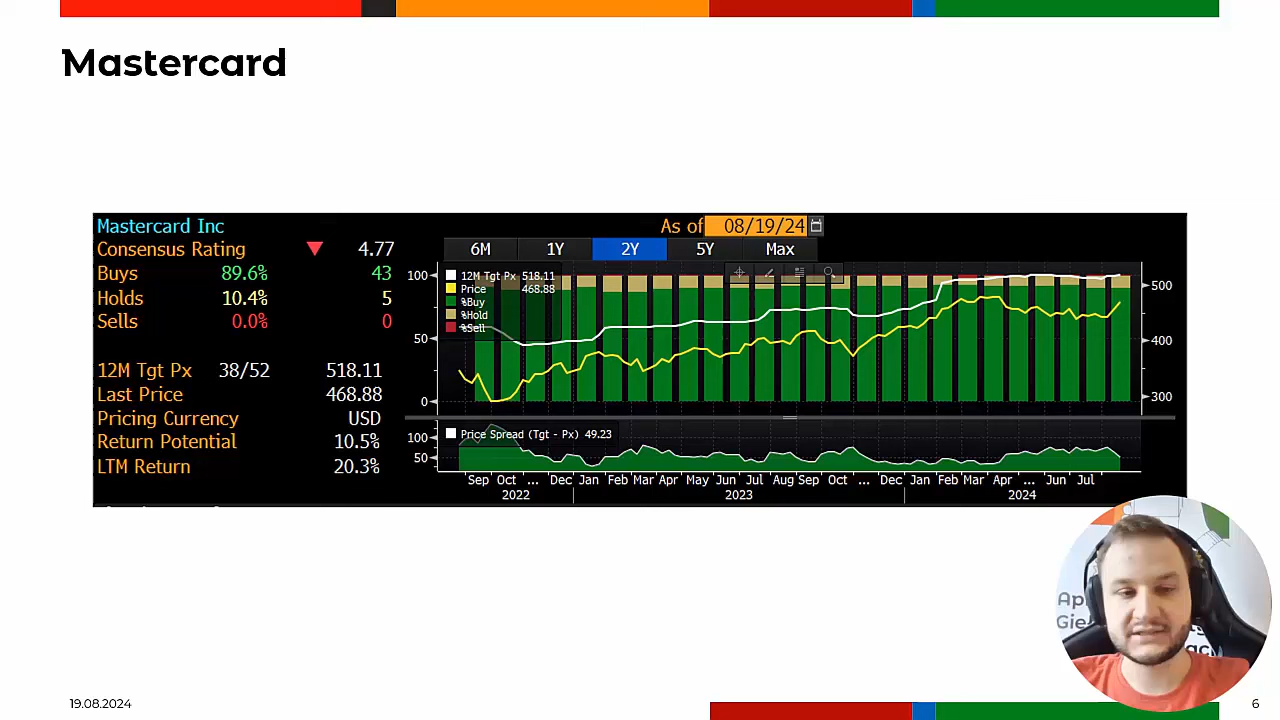 Mastercard
Mastercard Inc
As of 08/19/24
Consensus Rating 4.77
6M 1Y 2Y 5Y Max
Buys 89.6% 43
Holds 10.4% 5
Sells 0.0% 0
12M Tgt Px 38/52 518.11
Last Price 468.88
Pricing Currency USD
Return Potential 10.5%
LTM Return 20.3%
12M Tgt Px 518.11
Price 468.88
%Buy
%Hold
%Sell
100
50
0
500
400
300
Price Spread (Tgt - Px) 49.23
100
50
Sep Oct ... Dec Jan Feb Mar Apr May Jun Jul Aug Sep Oct ... Dec Jan Feb Mar Apr ... Jun Jul
2022 2023 2024
19.08.2024
6